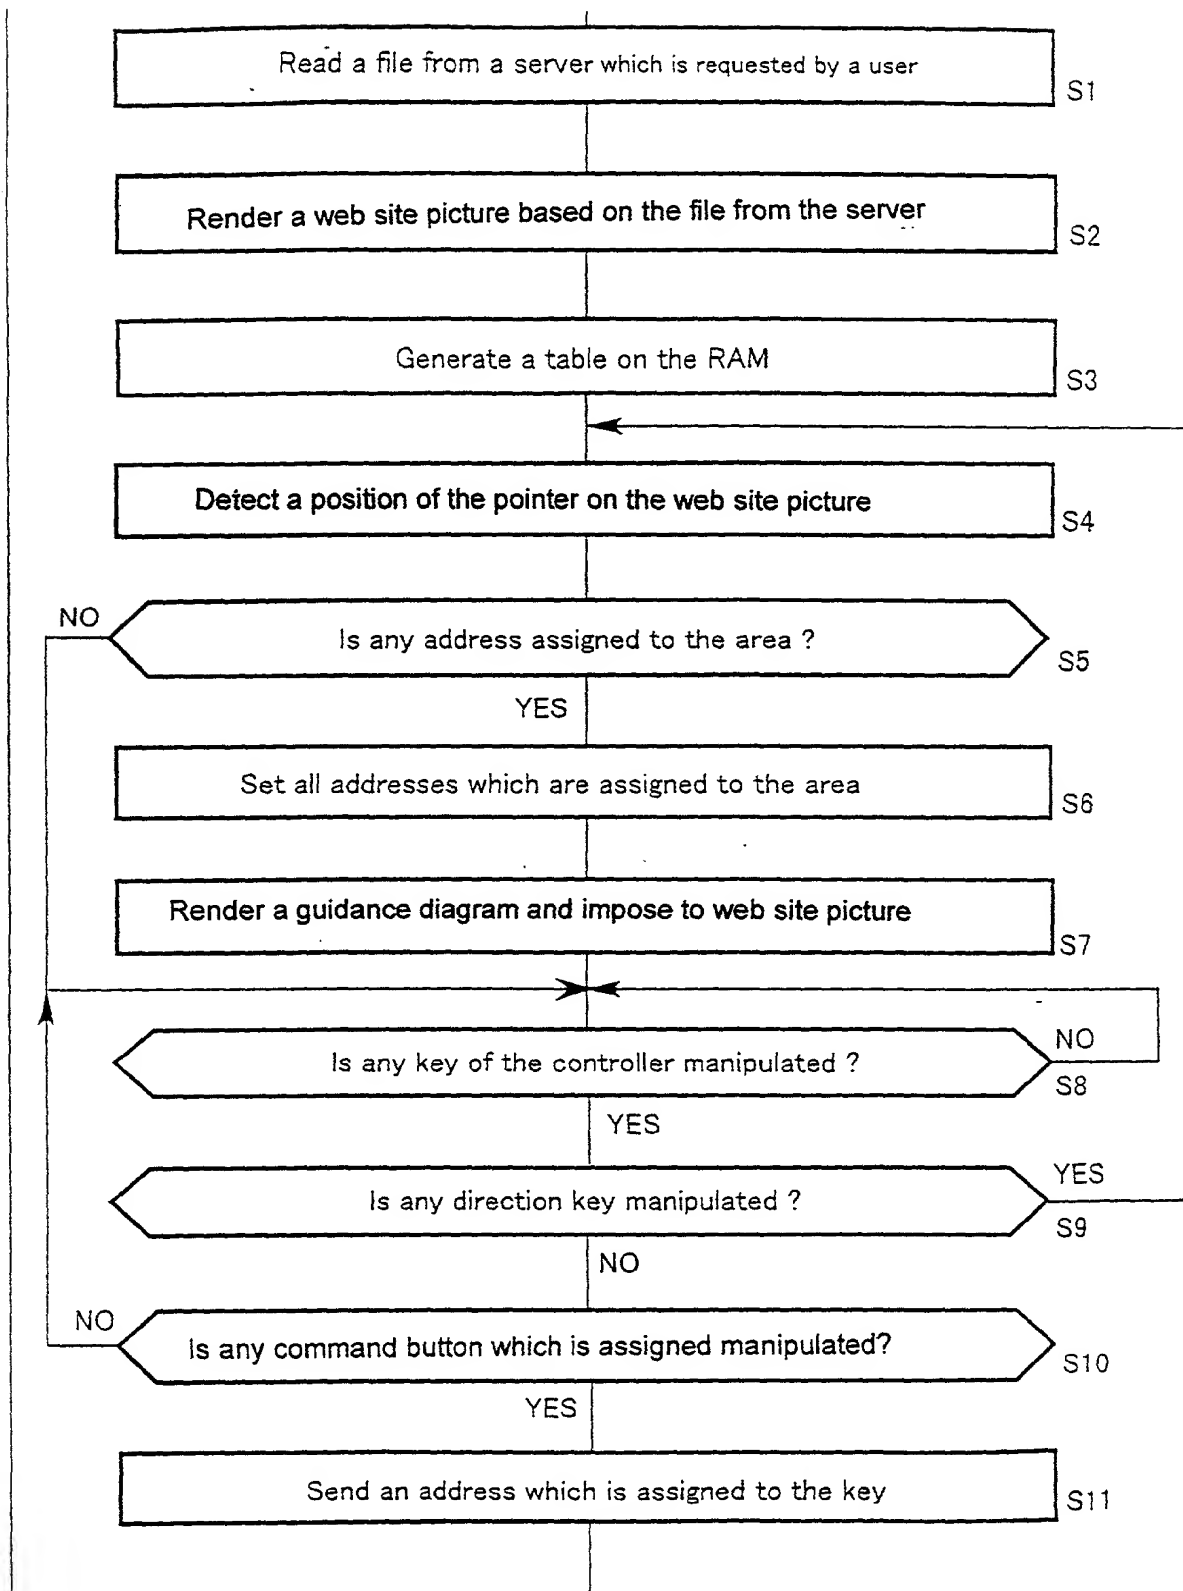 Read a file from a server which is requested by a user
S1
Render a web site picture based on the file from the server
S2
Generate a table on the RAM
S3
Detect a position of the pointer on the web site picture
S4
NO
Is any address assigned to the area ?
S5
YES
Set all addresses which are assigned to the area
S6
Render a guidance diagram and impose to web site picture
S7
Is any key of the controller manipulated ?
NO
S8
YES
Is any direction key manipulated ?
YES
S9
NO
NO
Is any command button which is assigned manipulated?
S10
YES
Send an address which is assigned to the key
S11